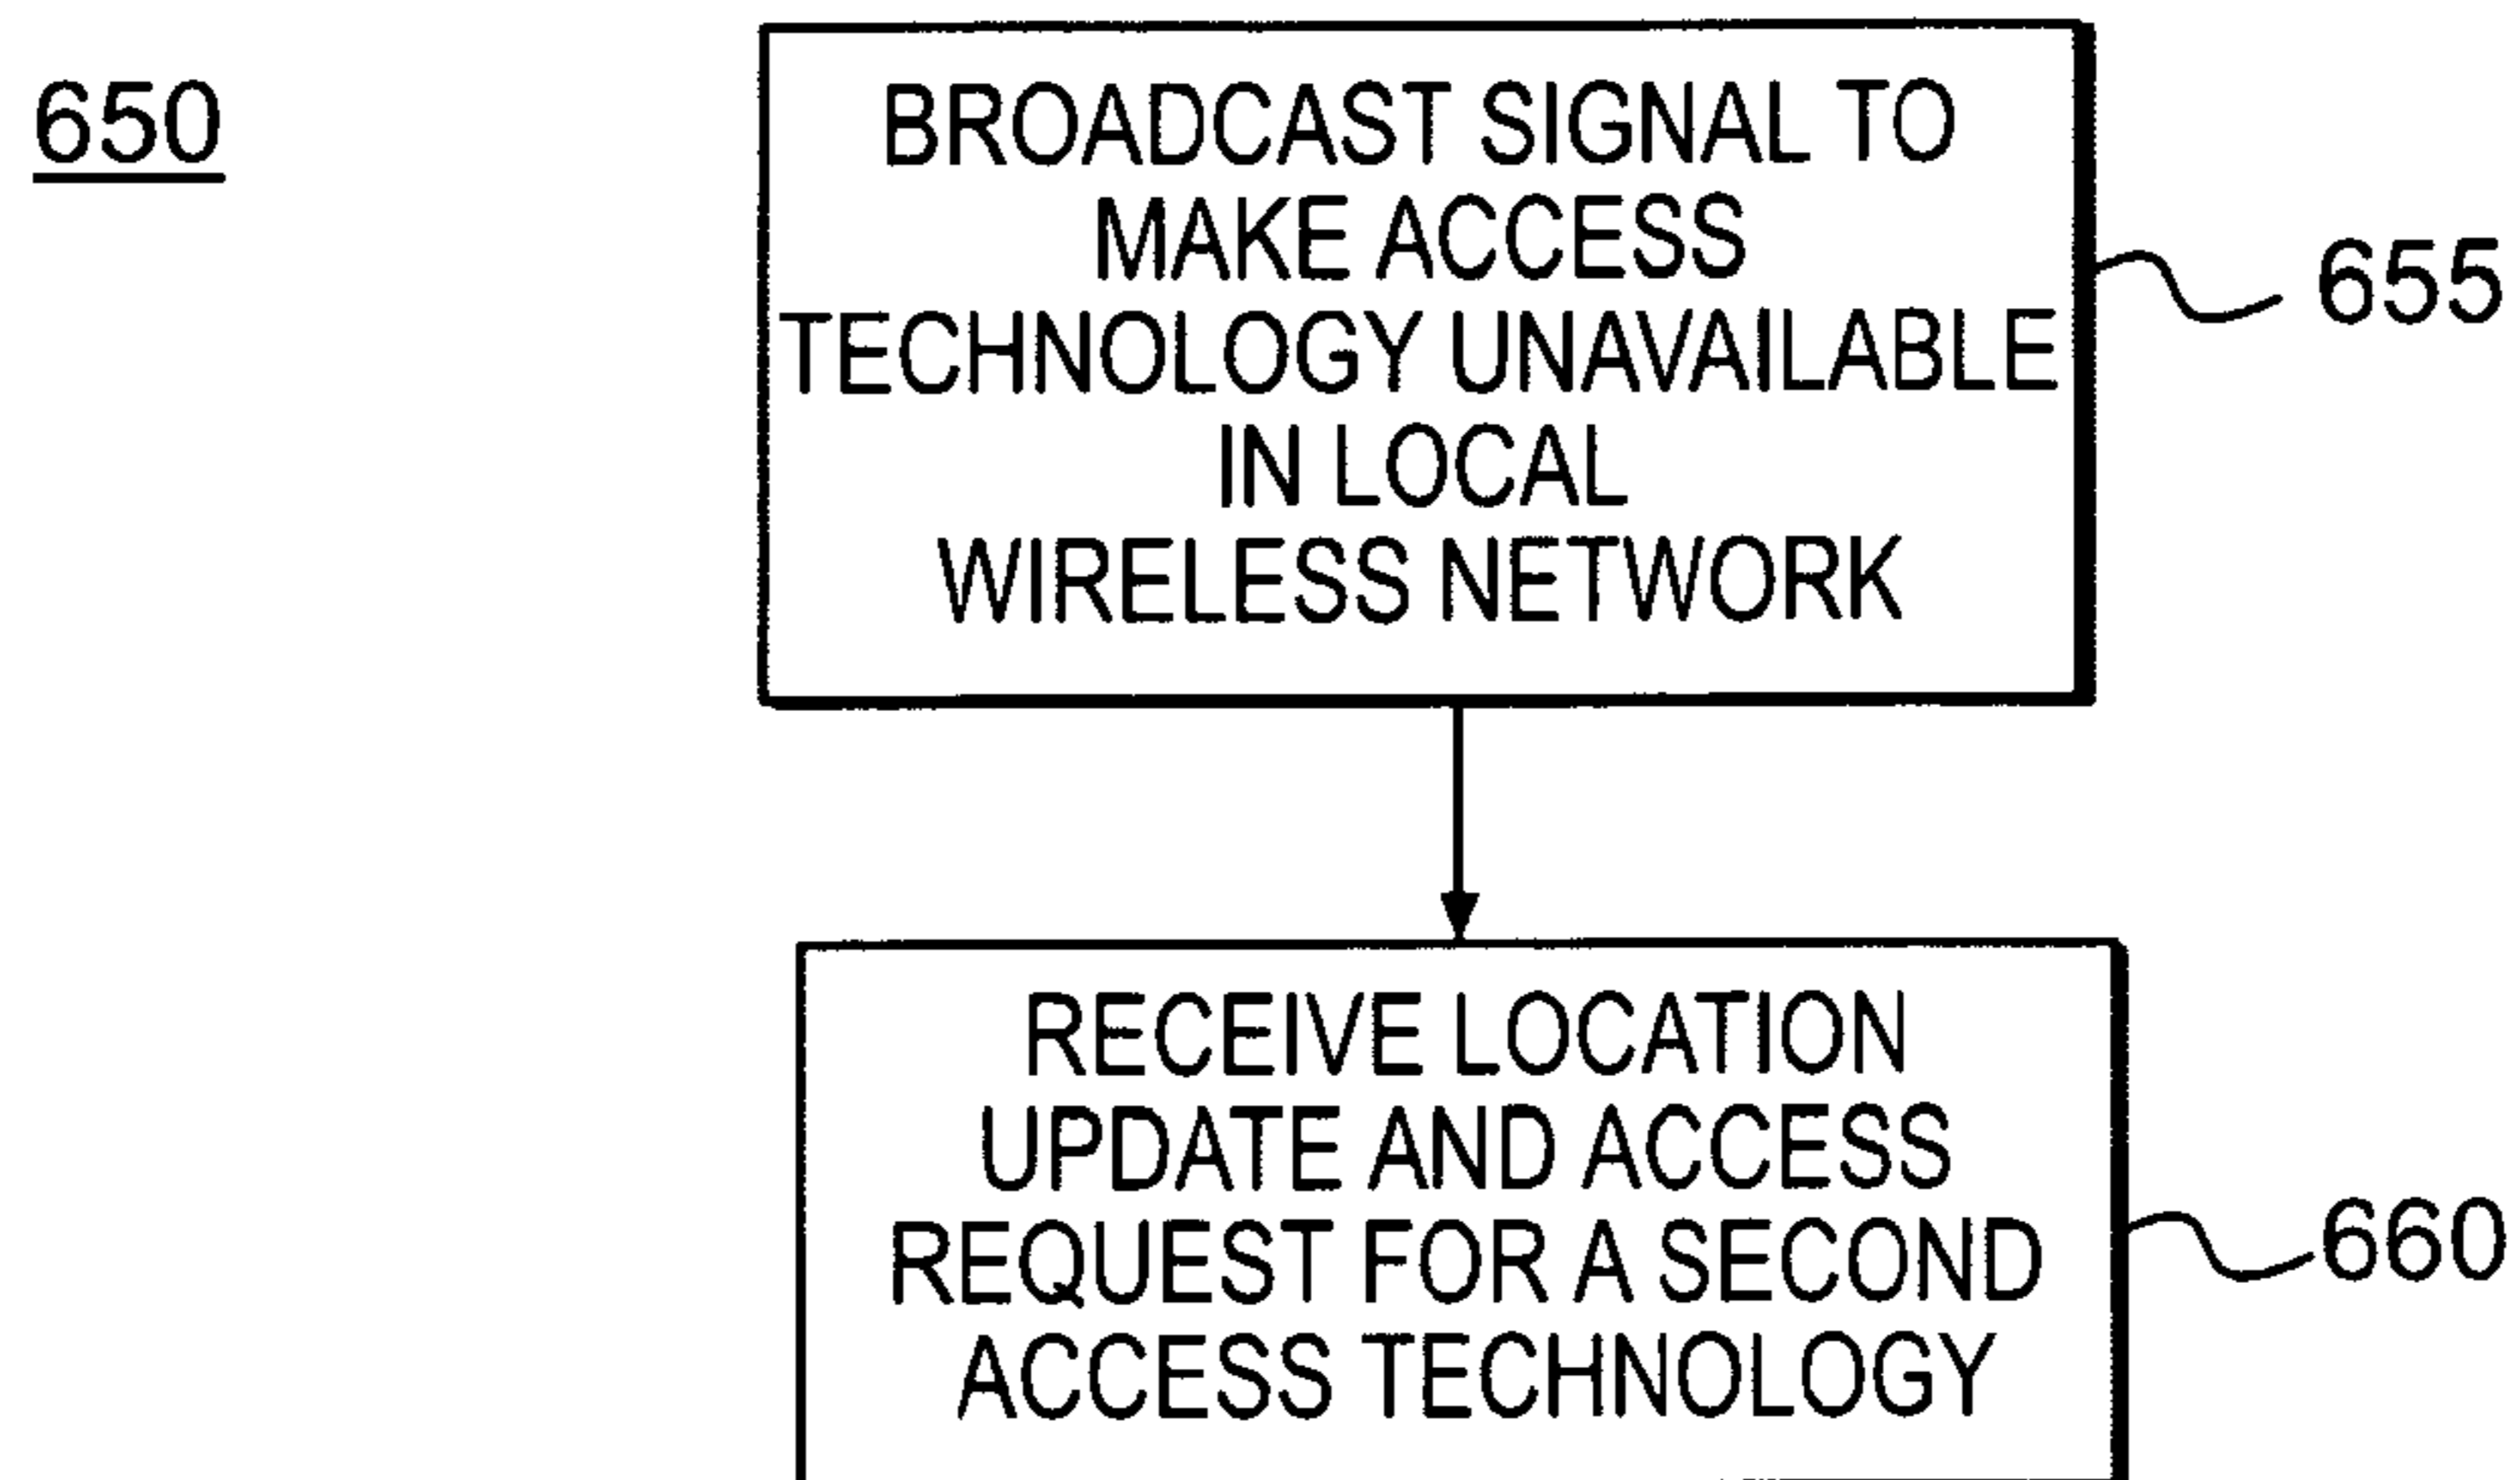 650
BROADCAST SIGNAL TO
MAKE ACCESS
TECHNOLOGY UNAVAILABLE
IN LOCAL
WIRELESS NETWORK
655
RECEIVE LOCATION
UPDATE AND ACCESS
REQUEST FOR A SECOND
ACCESS TECHNOLOGY
660